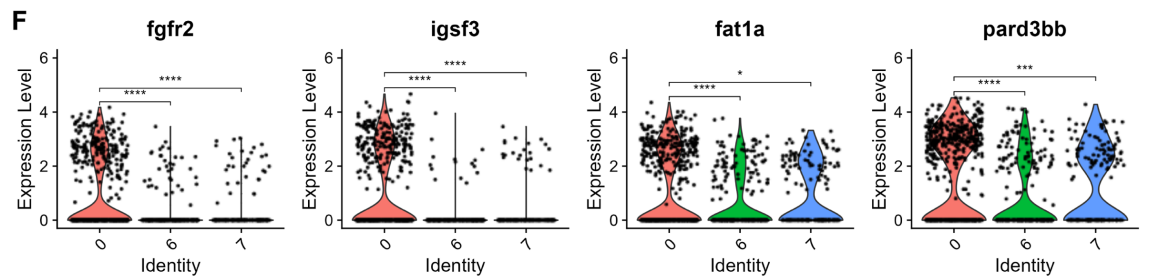 F
fgfr2
Expression Level
6
4
2
0
****
****
0
6
7
Identity
igsf3
Expression Level
6
4
2
0
****
****
0
6
7
Identity
fat1a
Expression Level
6
4
2
0
*
****
0
6
7
Identity
pard3bb
Expression Level
6
4
2
0
***
****
0
6
7
Identity